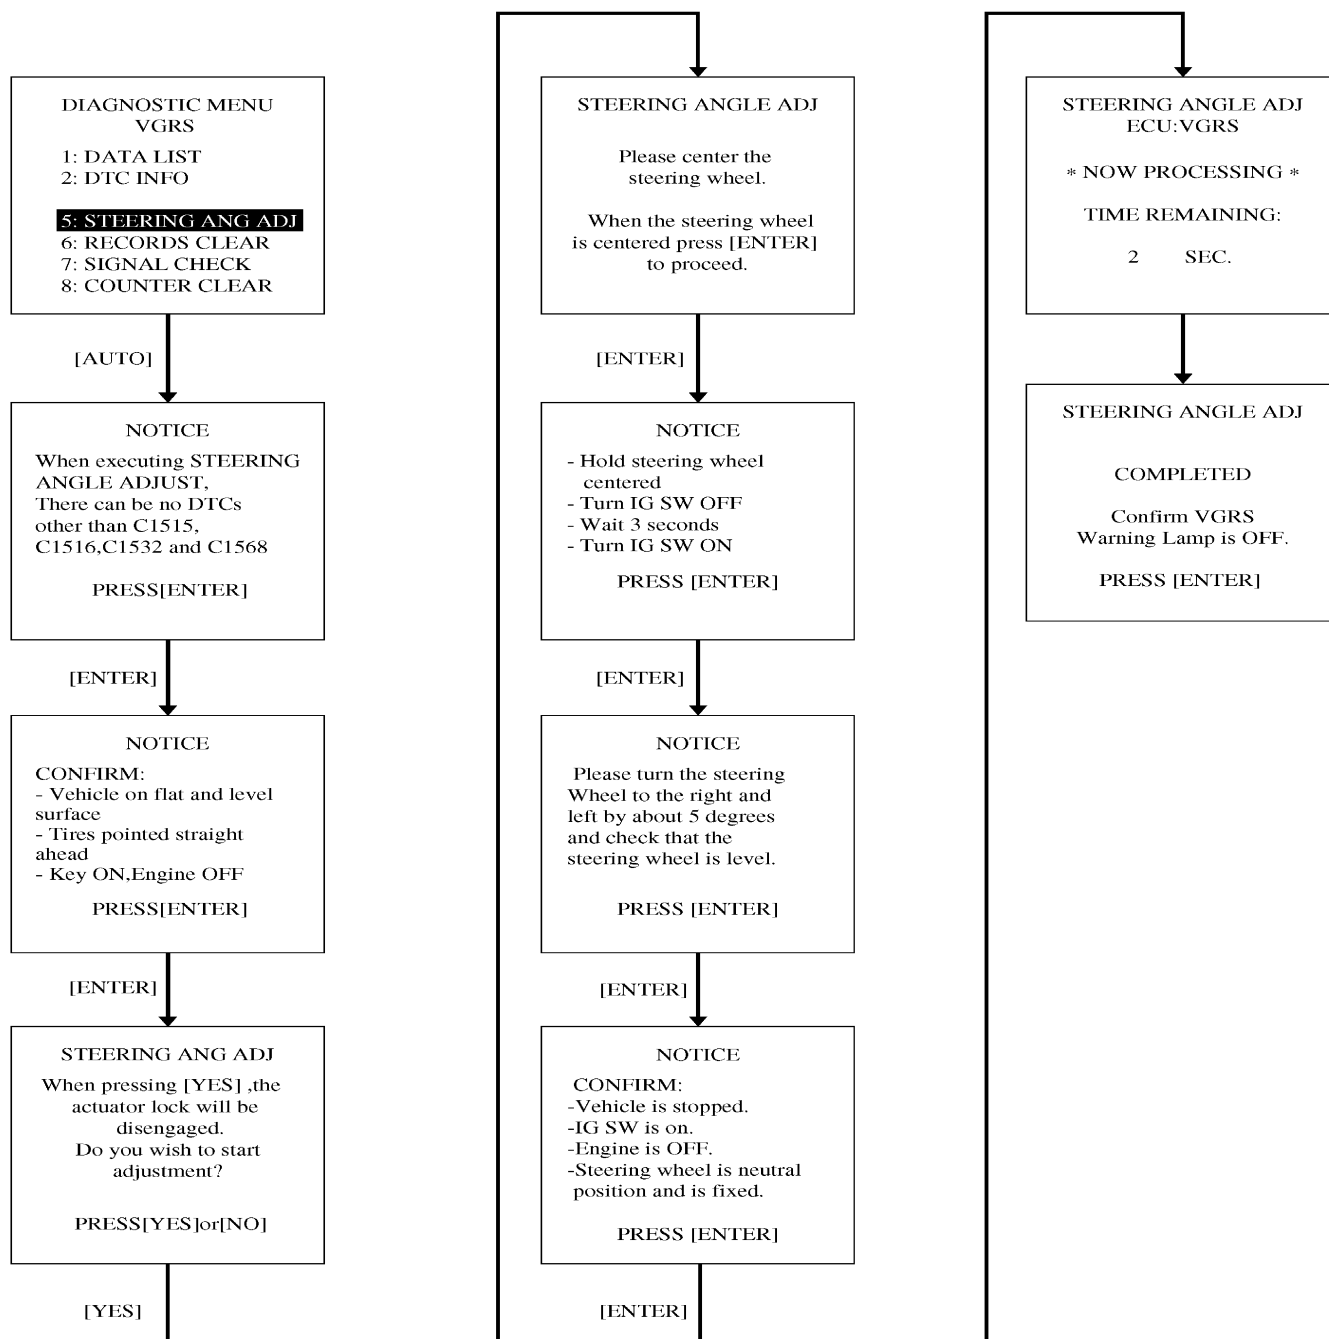 DIAGNOSTIC MENU
VGRS
1: DATA LIST
2: DTC INFO
5: STEERING ANG ADJ
6: RECORDS CLEAR
7: SIGNAL CHECK
8: COUNTER CLEAR
[AUTO]
NOTICE
When executing STEERING
ANGLE ADJUST,
There can be no DTCs
other than C1515,
C1516,C1532 and C1568
PRESS[ENTER]
[ENTER]
NOTICE
CONFIRM:
- Vehicle on flat and level
surface
- Tires pointed straight
ahead
- Key ON,Engine OFF
PRESS[ENTER]
[ENTER]
STEERING ANG ADJ
When pressing [YES] ,the
actuator lock will be
disengaged.
Do you wish to start
adjustment?
PRESS[YES]or[NO]
[YES]
STEERING ANGLE ADJ
Please center the
steering wheel.
When the steering wheel
is centered press [ENTER]
to proceed.
[ENTER]
NOTICE
- Hold steering wheel
centered
- Turn IG SW OFF
- Wait 3 seconds
- Turn IG SW ON
PRESS [ENTER]
[ENTER]
NOTICE
Please turn the steering
Wheel to the right and
left by about 5 degrees
and check that the
steering wheel is level.
PRESS [ENTER]
[ENTER]
NOTICE
CONFIRM:
-Vehicle is stopped.
-IG SW is on.
-Engine is OFF.
-Steering wheel is neutral
position and is fixed.
PRESS [ENTER]
[ENTER]
STEERING ANGLE ADJ
ECU:VGRS
* NOW PROCESSING *
TIME REMAINING:
2 SEC.
STEERING ANGLE ADJ
COMPLETED
Confirm VGRS
Warning Lamp is OFF.
PRESS [ENTER]